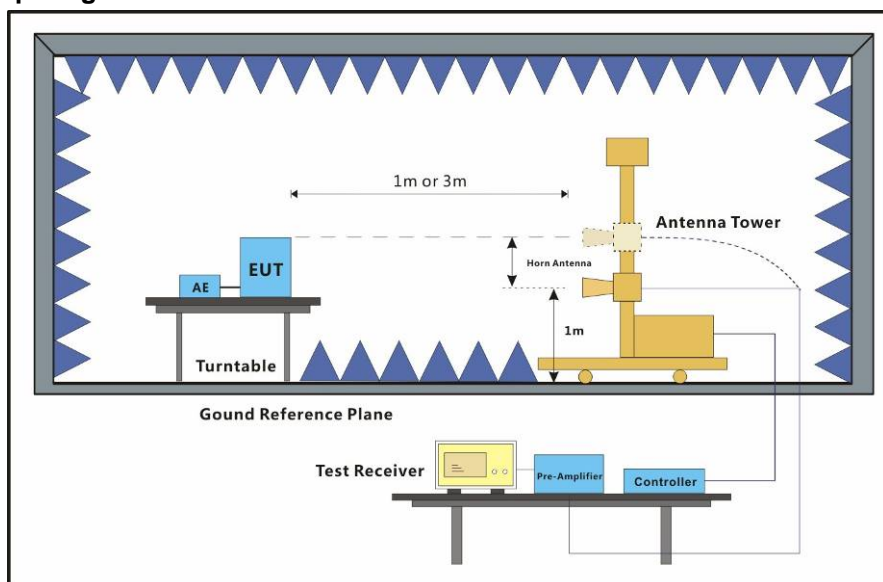 1m or 3m
Antenna Tower
Horn Antenna
EUT
AE
1m
Turntable
Gound Reference Plane
Test Receiver
Pre-Amplifier
Controller